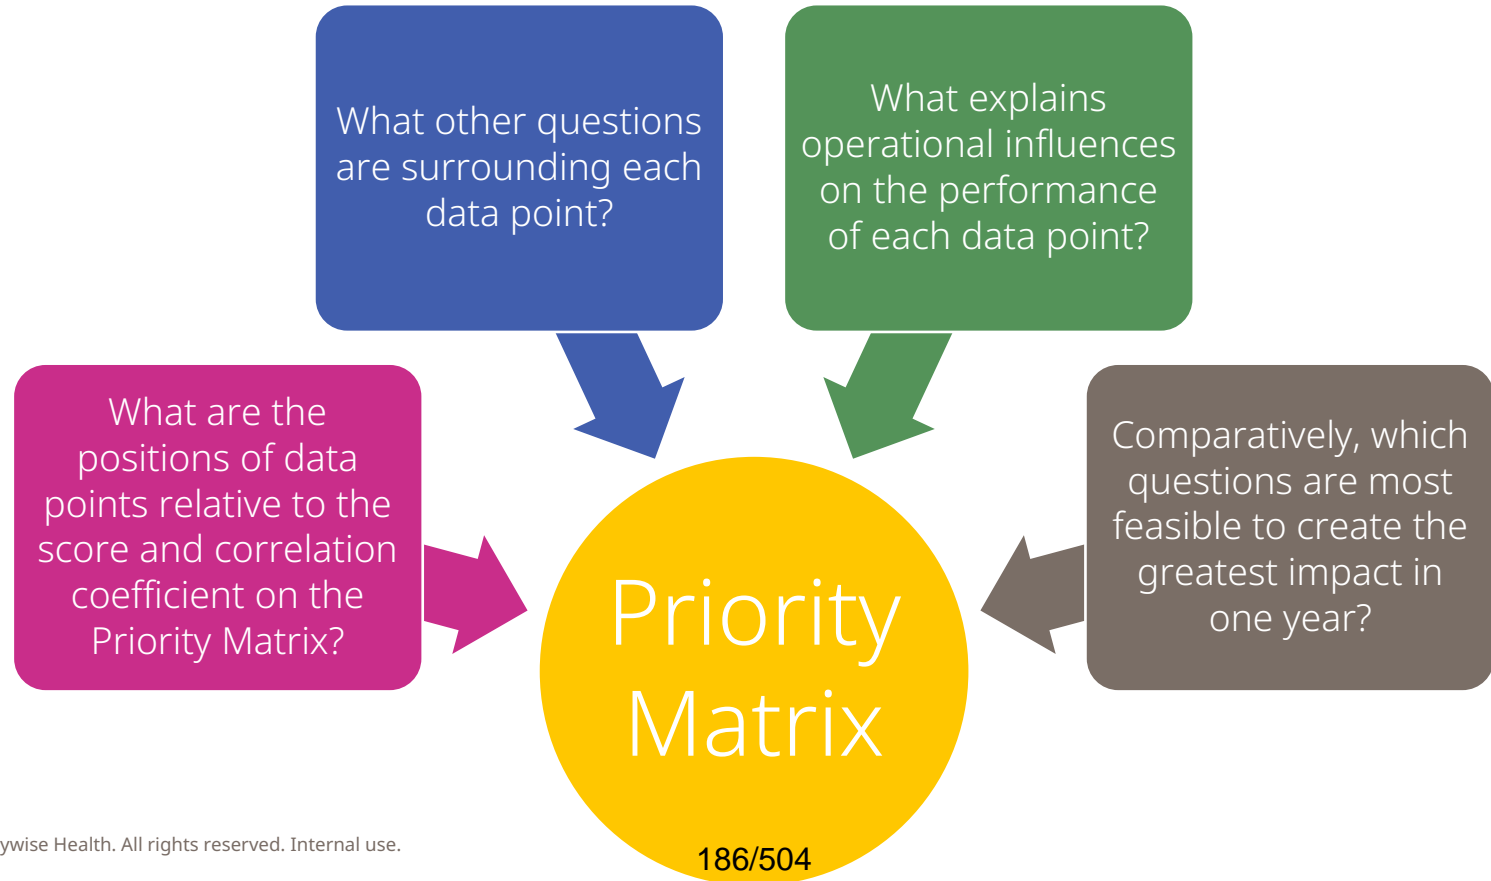 What other questions
are surrounding each
data point?
What explains
operational influences
on the performance
of each data point?
What are the
positions of data
points relative to the
score and correlation
coefficient on the
Priority Matrix?
Comparatively, which
questions are most
feasible to create the
greatest impact in
one year?
Priority
Matrix
ywise Health. All rights reserved. Internal use.
186/504